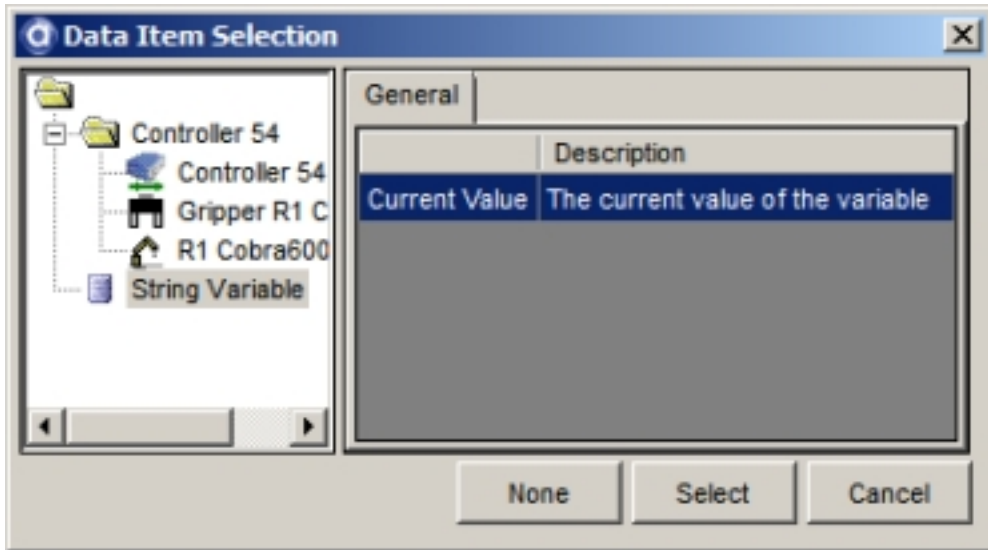 Data Item Selection
Controller 54
Controller 54
Gripper R1 C
R1 Cobra600
String Variable
General
Description
Current Value The current value of the variable
None Select Cancel